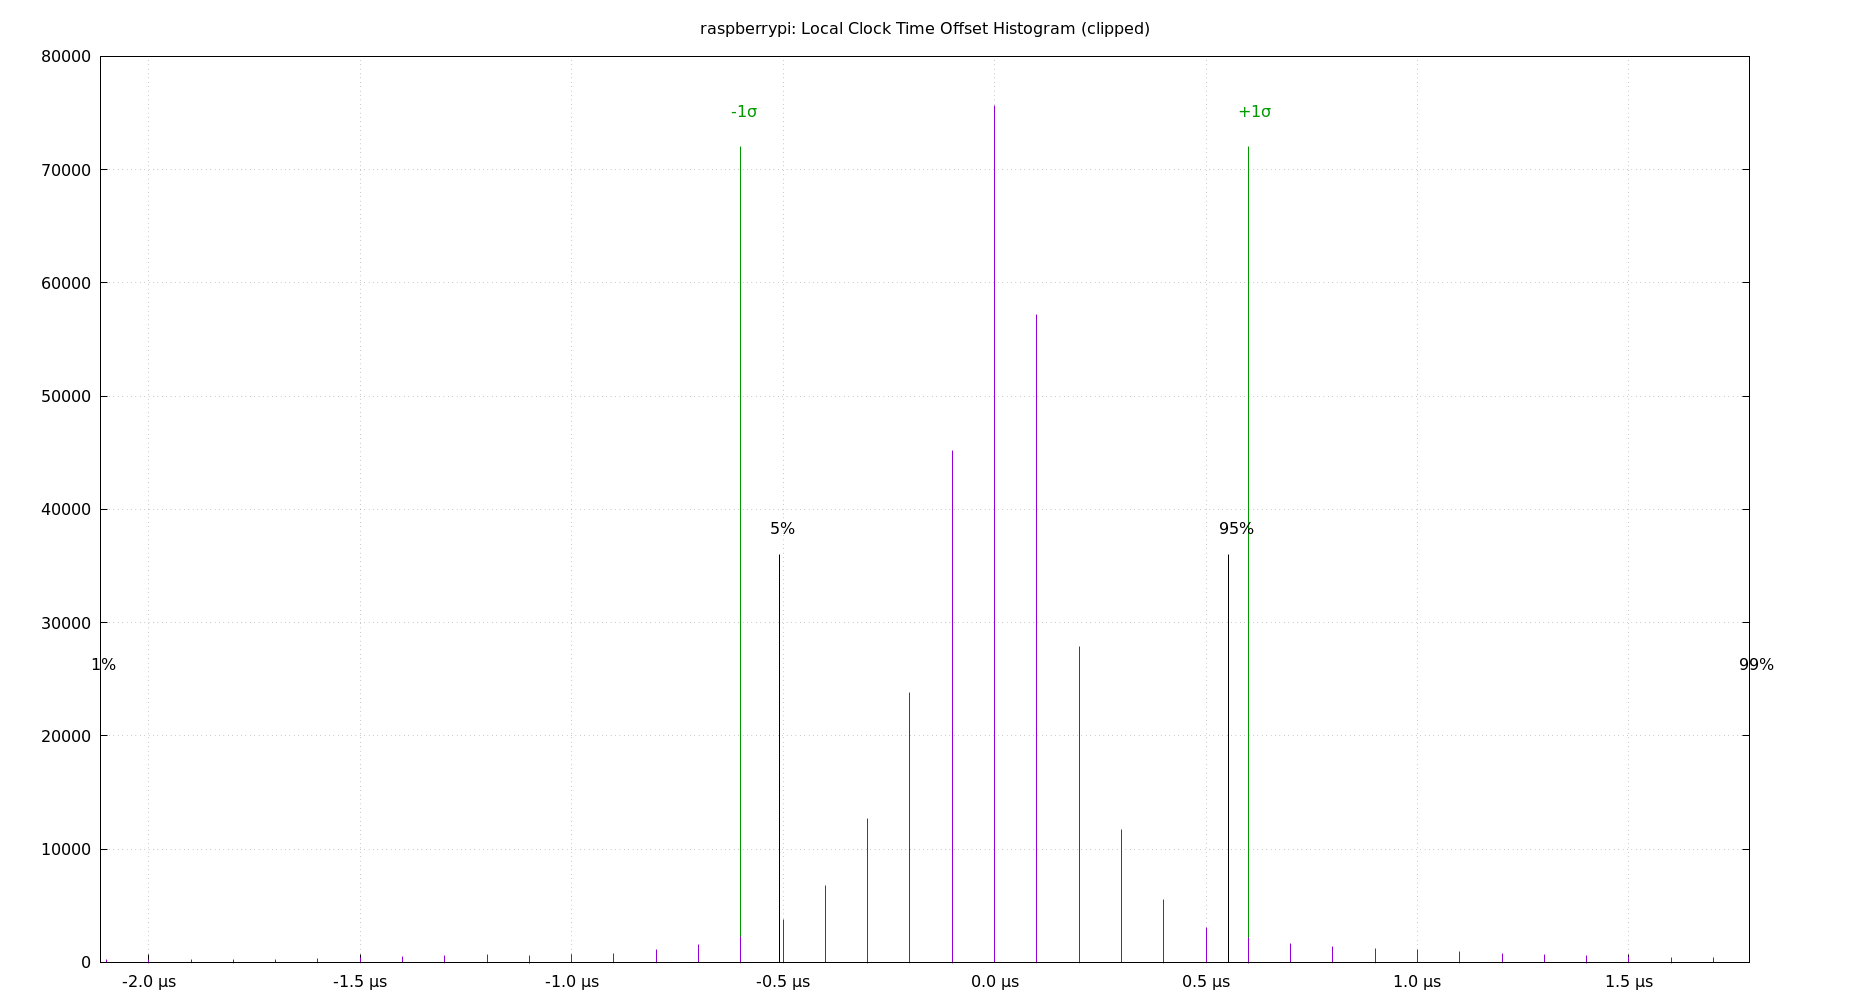 raspberrypi: Local Clock Time Offset Histogram (clipped)
80000
-1σ
+1σ
70000
60000
50000
40000
5%
95%
30000
1%
99%
20000
10000
0
-2.0 µs
-1.5 µs
-1.0 µs
-0.5 µs
0.0 µs
0.5 µs
1.0 µs
1.5 µs